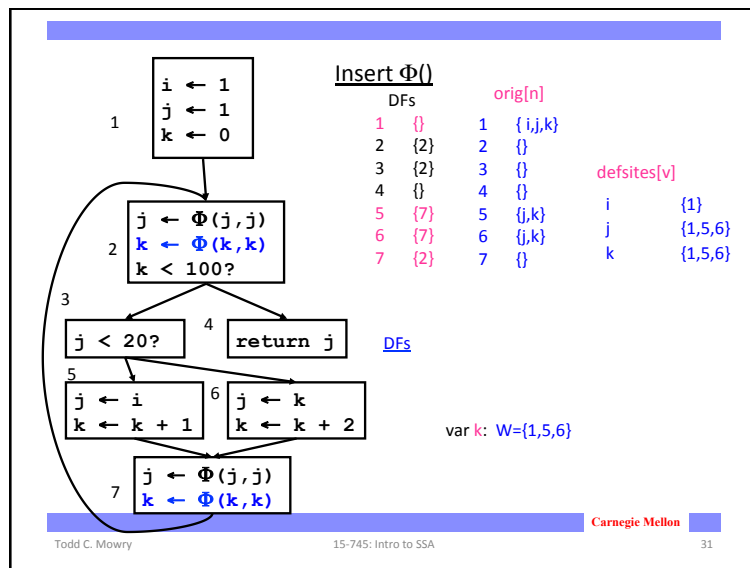 Insert Φ()
1
i ← 1
j ← 1
k ← 0
2
j ← Φ(j,j)
k ← Φ(k,k)
k < 100?
3
j < 20?
4
return j
5
j ← i
k ← k + 1
6
j ← k
k ← k + 2
7
j ← Φ(j,j)
k ← Φ(k,k)
DFs
1 {}
2 {2}
3 {2}
4 {}
5 {7}
6 {7}
7 {2}
orig[n]
1 { i,j,k}
2 {}
3 {}
4 {}
5 {j,k}
6 {j,k}
7 {}
defsites[v]
i {1}
j {1,5,6}
k {1,5,6}
DFs
var k: W={1,5,6}
Carnegie Mellon
Todd C. Mowry 15-745: Intro to SSA 31